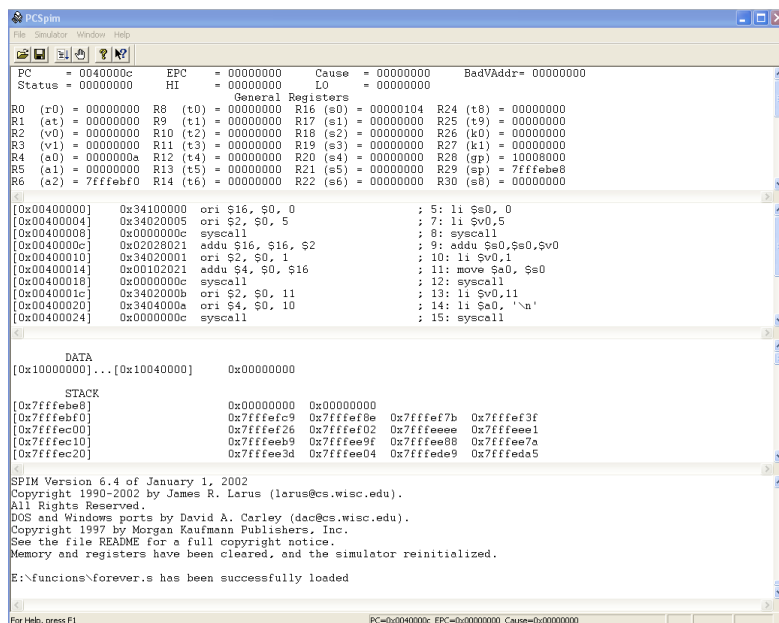 PCSpim
File Simulator Window Help
PC = 0040000c EPC = 00000000 Cause = 00000000 BadVAddr= 00000000
Status = 00000000 HI = 00000000 LO = 00000000
General Registers
R0 (r0) = 00000000 R8 (t0) = 00000000 R16 (s0) = 00000104 R24 (t8) = 00000000
R1 (at) = 00000000 R9 (t1) = 00000000 R17 (s1) = 00000000 R25 (t9) = 00000000
R2 (v0) = 00000000 R10 (t2) = 00000000 R18 (s2) = 00000000 R26 (k0) = 00000000
R3 (v1) = 00000000 R11 (t3) = 00000000 R19 (s3) = 00000000 R27 (k1) = 00000000
R4 (a0) = 0000000a R12 (t4) = 00000000 R20 (s4) = 00000000 R28 (gp) = 10008000
R5 (a1) = 00000000 R13 (t5) = 00000000 R21 (s5) = 00000000 R29 (sp) = 7fffebe8
R6 (a2) = 7fffebf0 R14 (t6) = 00000000 R22 (s6) = 00000000 R30 (s8) = 00000000
[0x00400000] 0x34100000 ori $16, $0, 0 ; 5: li $s0, 0
[0x00400004] 0x34020005 ori $2, $0, 5 ; 7: li $v0,5
[0x00400008] 0x0000000c syscall ; 8: syscall
[0x0040000c] 0x02028021 addu $16, $16, $2 ; 9: addu $s0,$s0,$v0
[0x00400010] 0x34020001 ori $2, $0, 1 ; 10: li $v0,1
[0x00400014] 0x00102021 addu $4, $0, $16 ; 11: move $a0, $s0
[0x00400018] 0x0000000c syscall ; 12: syscall
[0x0040001c] 0x3402000b ori $2, $0, 11 ; 13: li $v0,11
[0x00400020] 0x3404000a ori $4, $0, 10 ; 14: li $a0, '\n'
[0x00400024] 0x0000000c syscall ; 15: syscall
DATA
[0x10000000]...[0x10040000] 0x00000000
STACK
[0x7fffebe8] 0x00000000 0x00000000
[0x7fffebf0] 0x7fffefc9 0x7fffef8e 0x7fffef7b 0x7fffef3f
[0x7fffec00] 0x7fffef26 0x7fffef02 0x7fffeeee 0x7fffeee1
[0x7fffec10] 0x7fffeeb9 0x7fffee9f 0x7fffee88 0x7fffee7a
[0x7fffec20] 0x7fffee3d 0x7fffee04 0x7fffede9 0x7fffeda5
SPIM Version 6.4 of January 1, 2002
Copyright 1990-2002 by James R. Larus (larus@cs.wisc.edu).
All Rights Reserved.
DOS and Windows ports by David A. Carley (dac@cs.wisc.edu).
Copyright 1997 by Morgan Kaufmann Publishers, Inc.
See the file README for a full copyright notice.
Memory and registers have been cleared, and the simulator reinitialized.
E:\funcions\forever.s has been successfully loaded
For Help, press F1
PC=0x0040000c EPC=0x00000000 Cause=0x00000000